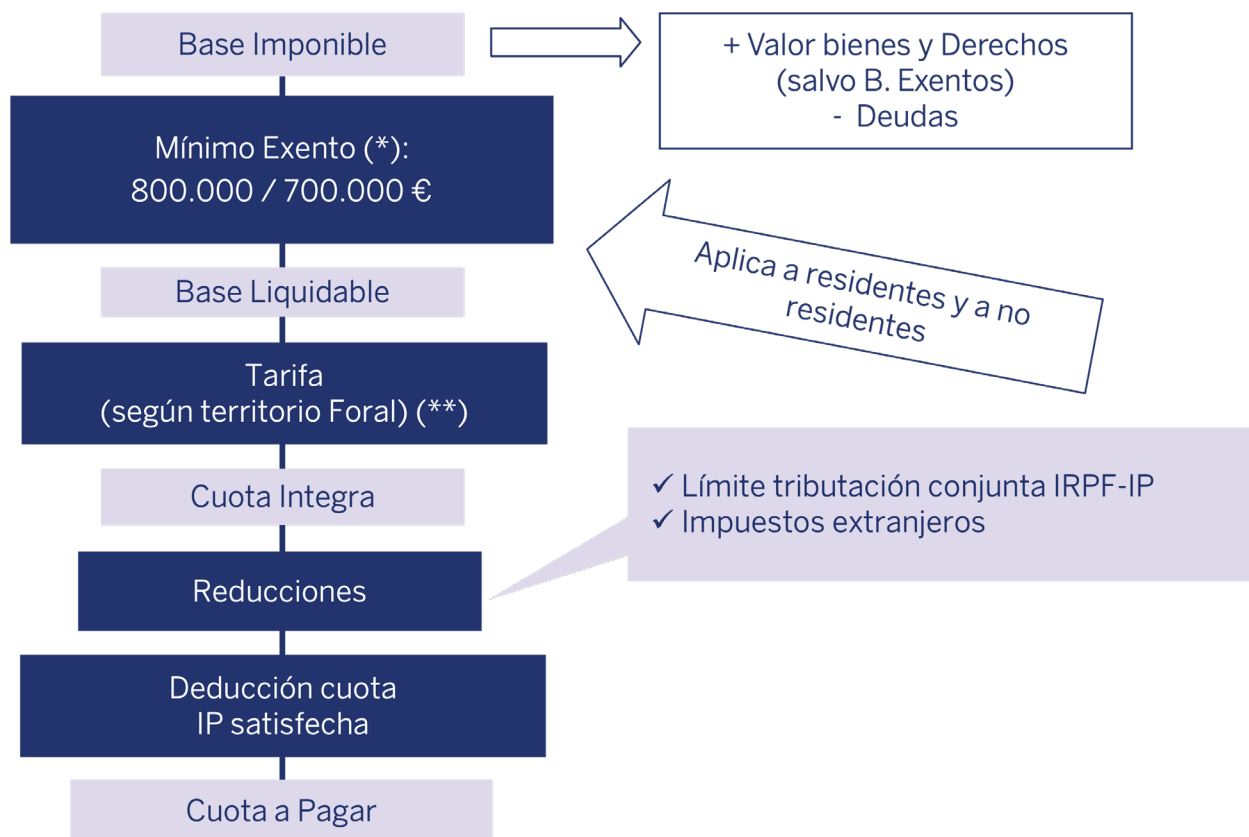 Base Imponible
+ Valor bienes y Derechos
(salvo B. Exentos)
- Deudas
Mínimo Exento (*):
800.000 / 700.000 €
Aplica a residentes y a no
residentes
Base Liquidable
Tarifa
(según territorio Foral) (**)
Cuota Integra
✓ Límite tributación conjunta IRPF-IP
✓ Impuestos extranjeros
Reducciones
Deducción cuota
IP satisfecha
Cuota a Pagar